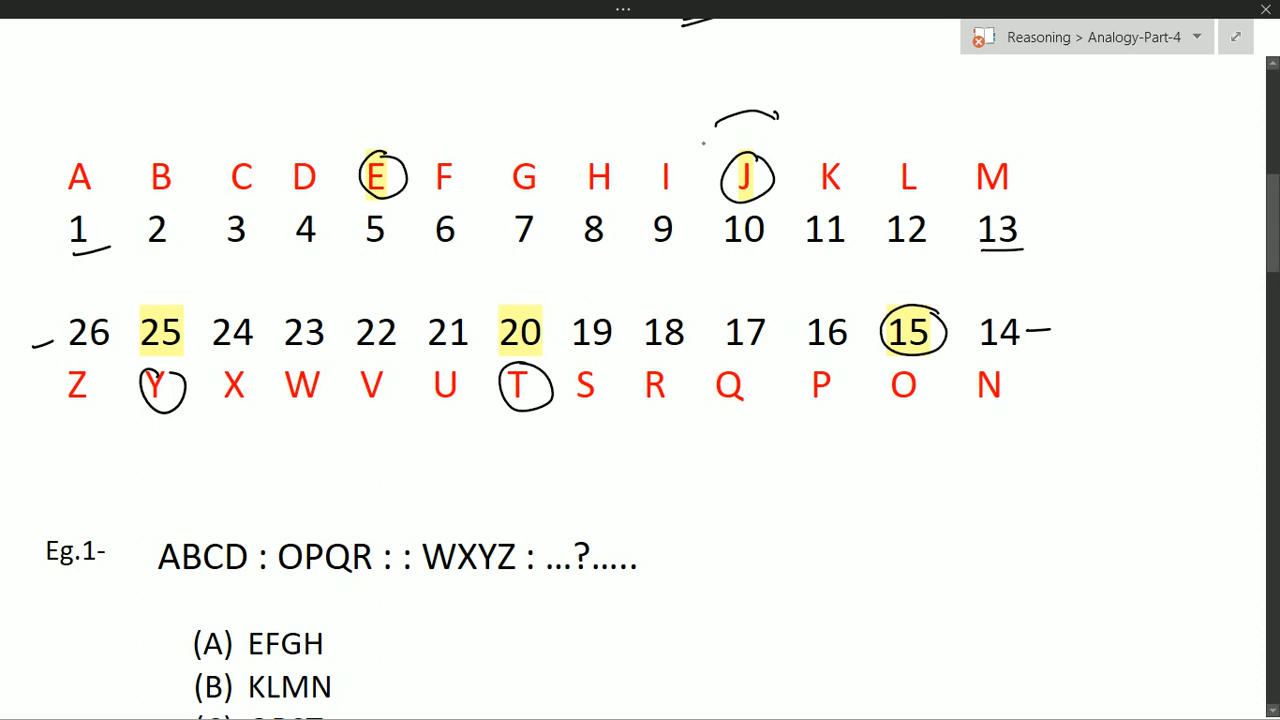 Reasoning > Analogy-Part-4
A B C D E F G H I J K L M
1 2 3 4 5 6 7 8 9 10 11 12 13
26 25 24 23 22 21 20 19 18 17 16 15 14
Z Y X W V U T S R Q P O N
Eg.1- ABCD : OPQR : : WXYZ : ...?.....
(A) EFGH
(B) KLMN